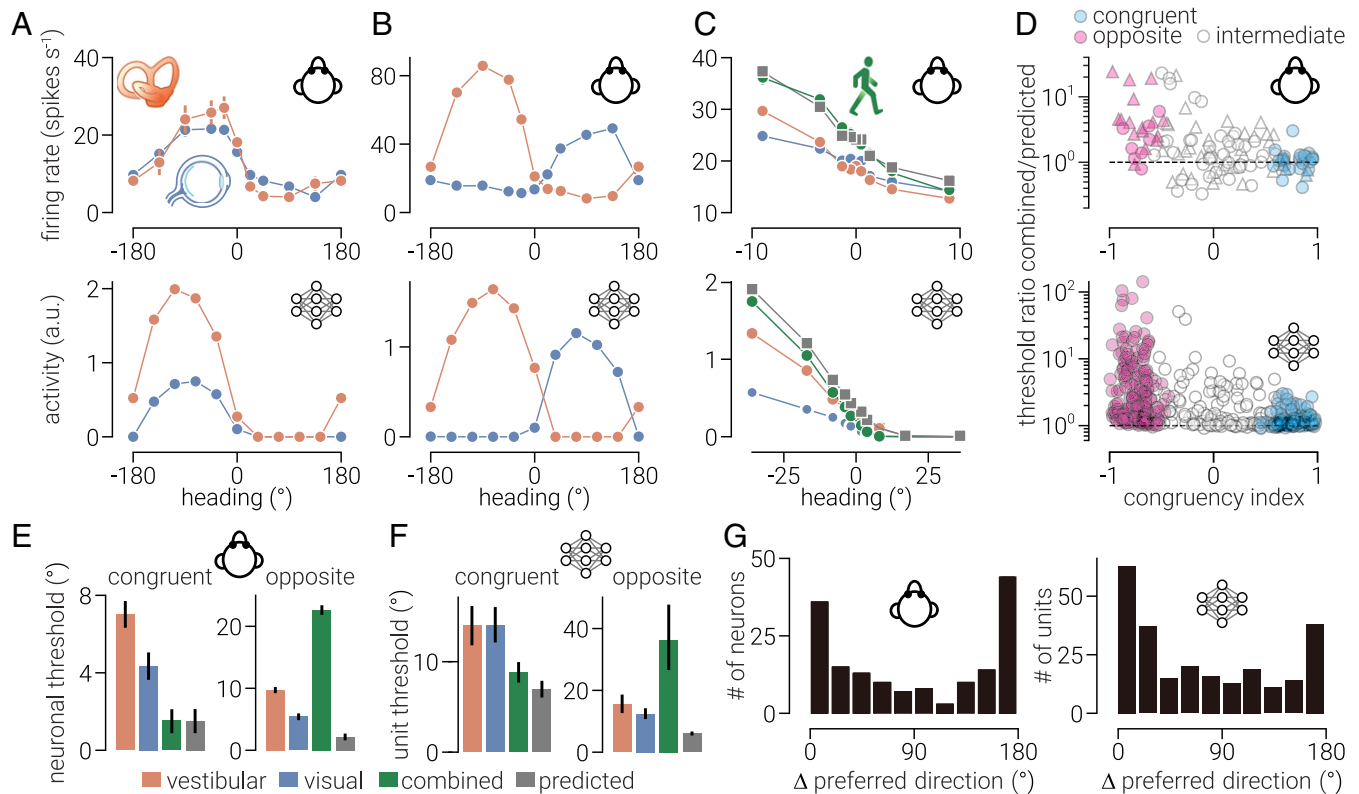 A
B
C
D
congruent
opposite
intermediate
firing rate (spikes s⁻¹)
40
20
0
-180
0
180
80
40
0
-180
0
180
40
30
20
10
-10
0
10
threshold ratio combined/predicted
10¹
10⁰
-1
0
1
activity (a.u.)
2
1
0
-180
0
180
heading (°)
1
0
-180
0
180
heading (°)
2
1
0
-25
0
25
heading (°)
10²
10¹
10⁰
-1
0
1
congruency index
E
neuronal threshold (°)
congruent
opposite
8
4
0
20
10
0
F
unit threshold (°)
congruent
opposite
10
0
40
20
0
vestibular
visual
combined
predicted
G
# of neurons
50
25
0
0
90
180
Δ preferred direction (°)
# of units
50
25
0
0
90
180
Δ preferred direction (°)